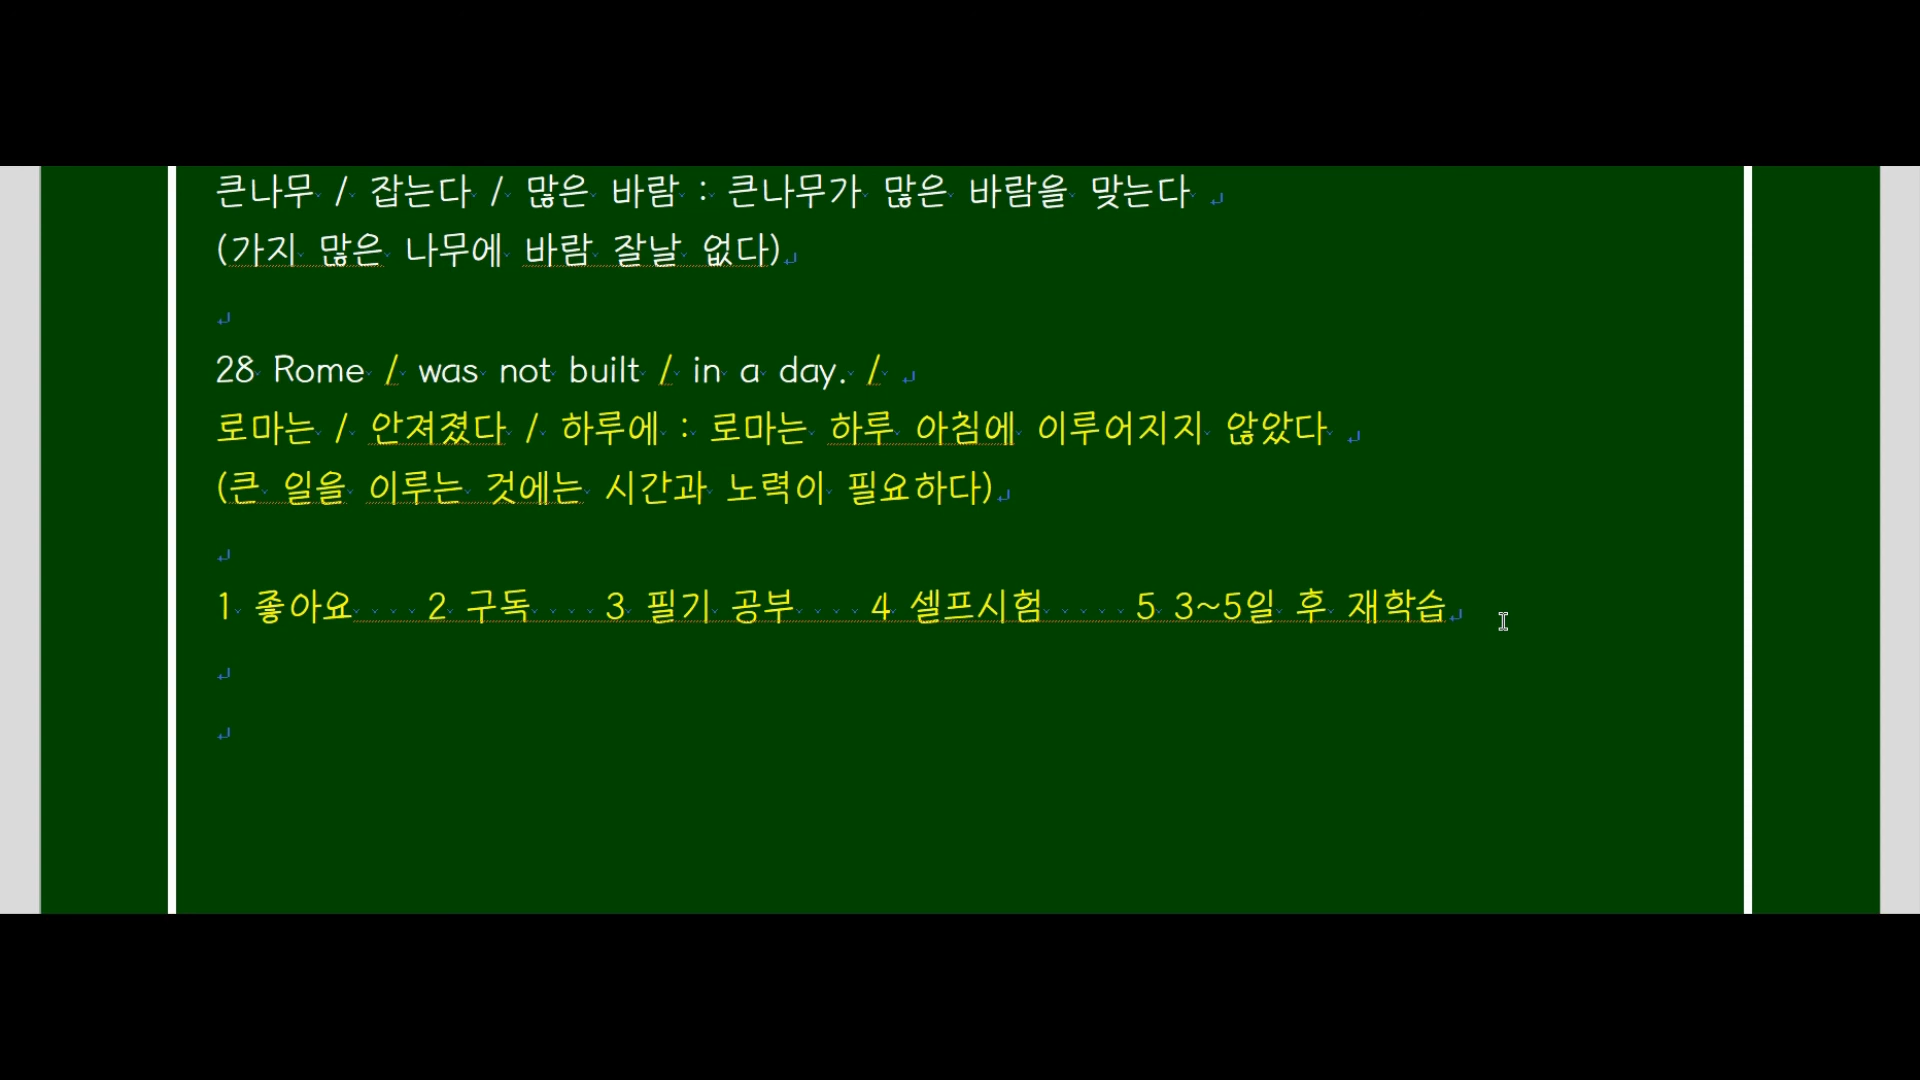 큰나무 / 잡는다 / 많은 바람 : 큰나무가 많은 바람을 맞는다
(가지 많은 나무에 바람 잘날 없다)
28 Rome / was not built / in a day. /
로마는 / 안져졌다 / 하루에 : 로마는 하루 아침에 이루어지지 않았다
(큰 일을 이루는 것에는 시간과 노력이 필요하다)
1 좋아요 2 구독 3 필기 공부 4 셀프시험 5 3~5일 후 재학습